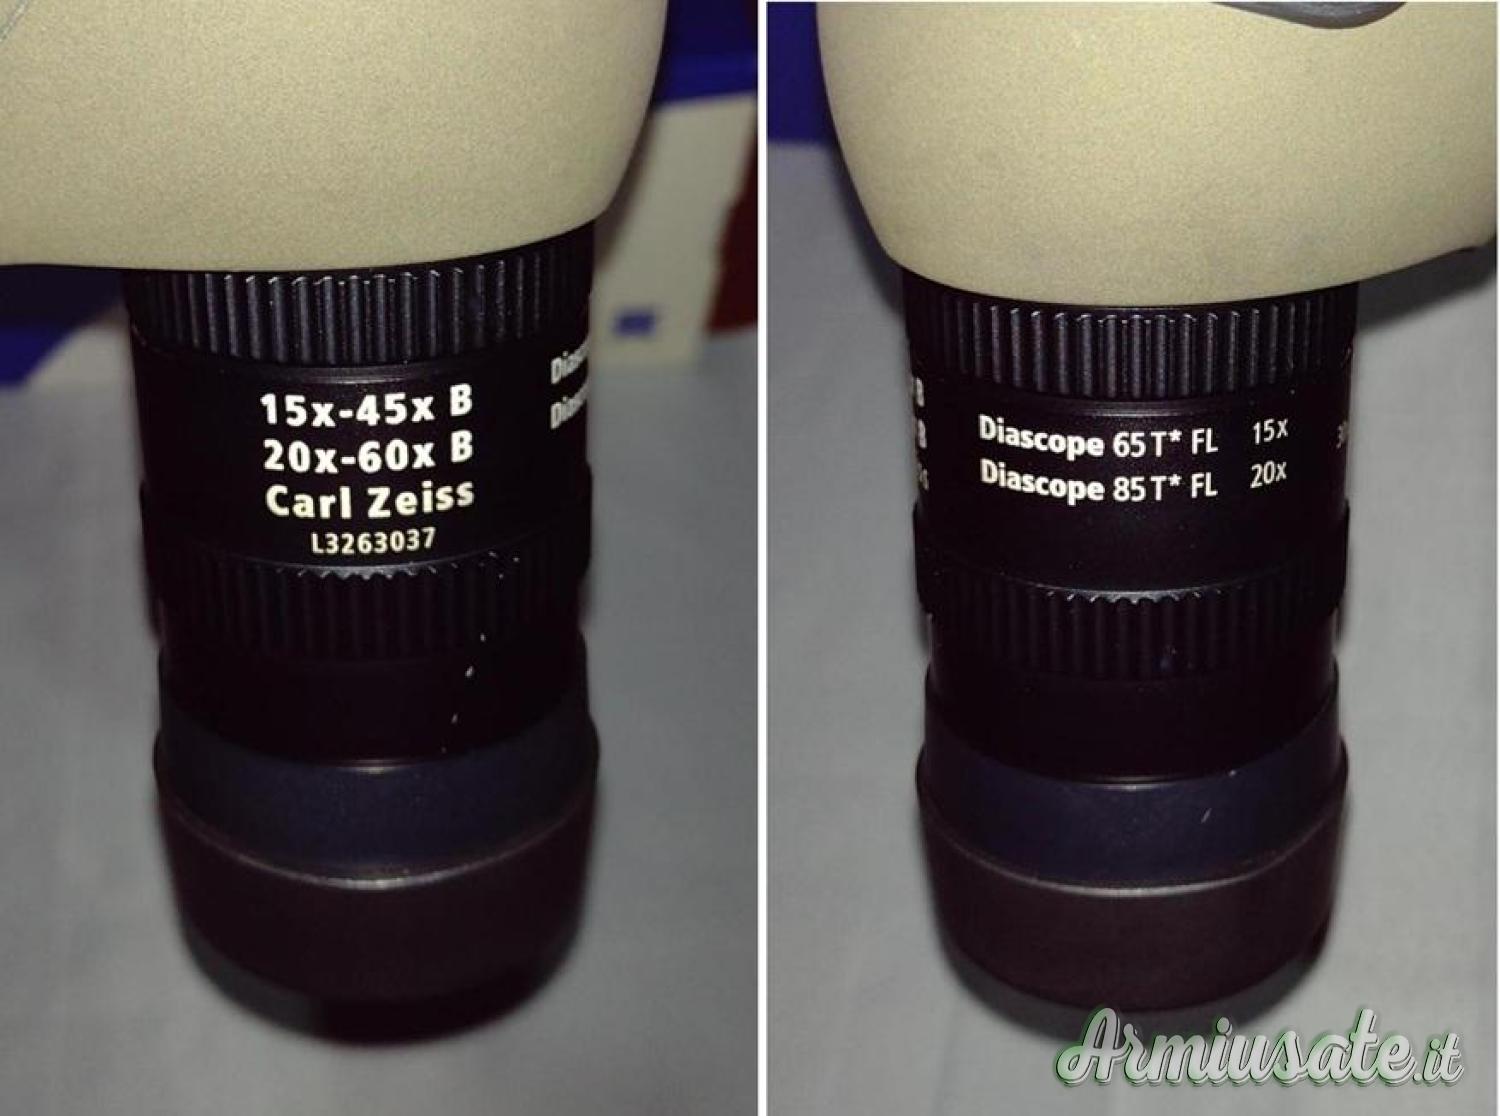 15x-45x B
20x-60x B
Carl Zeiss
L3263037
Diascope 65 T* FL 15x
Diascope 85 T* FL 20x
Armiusate.it